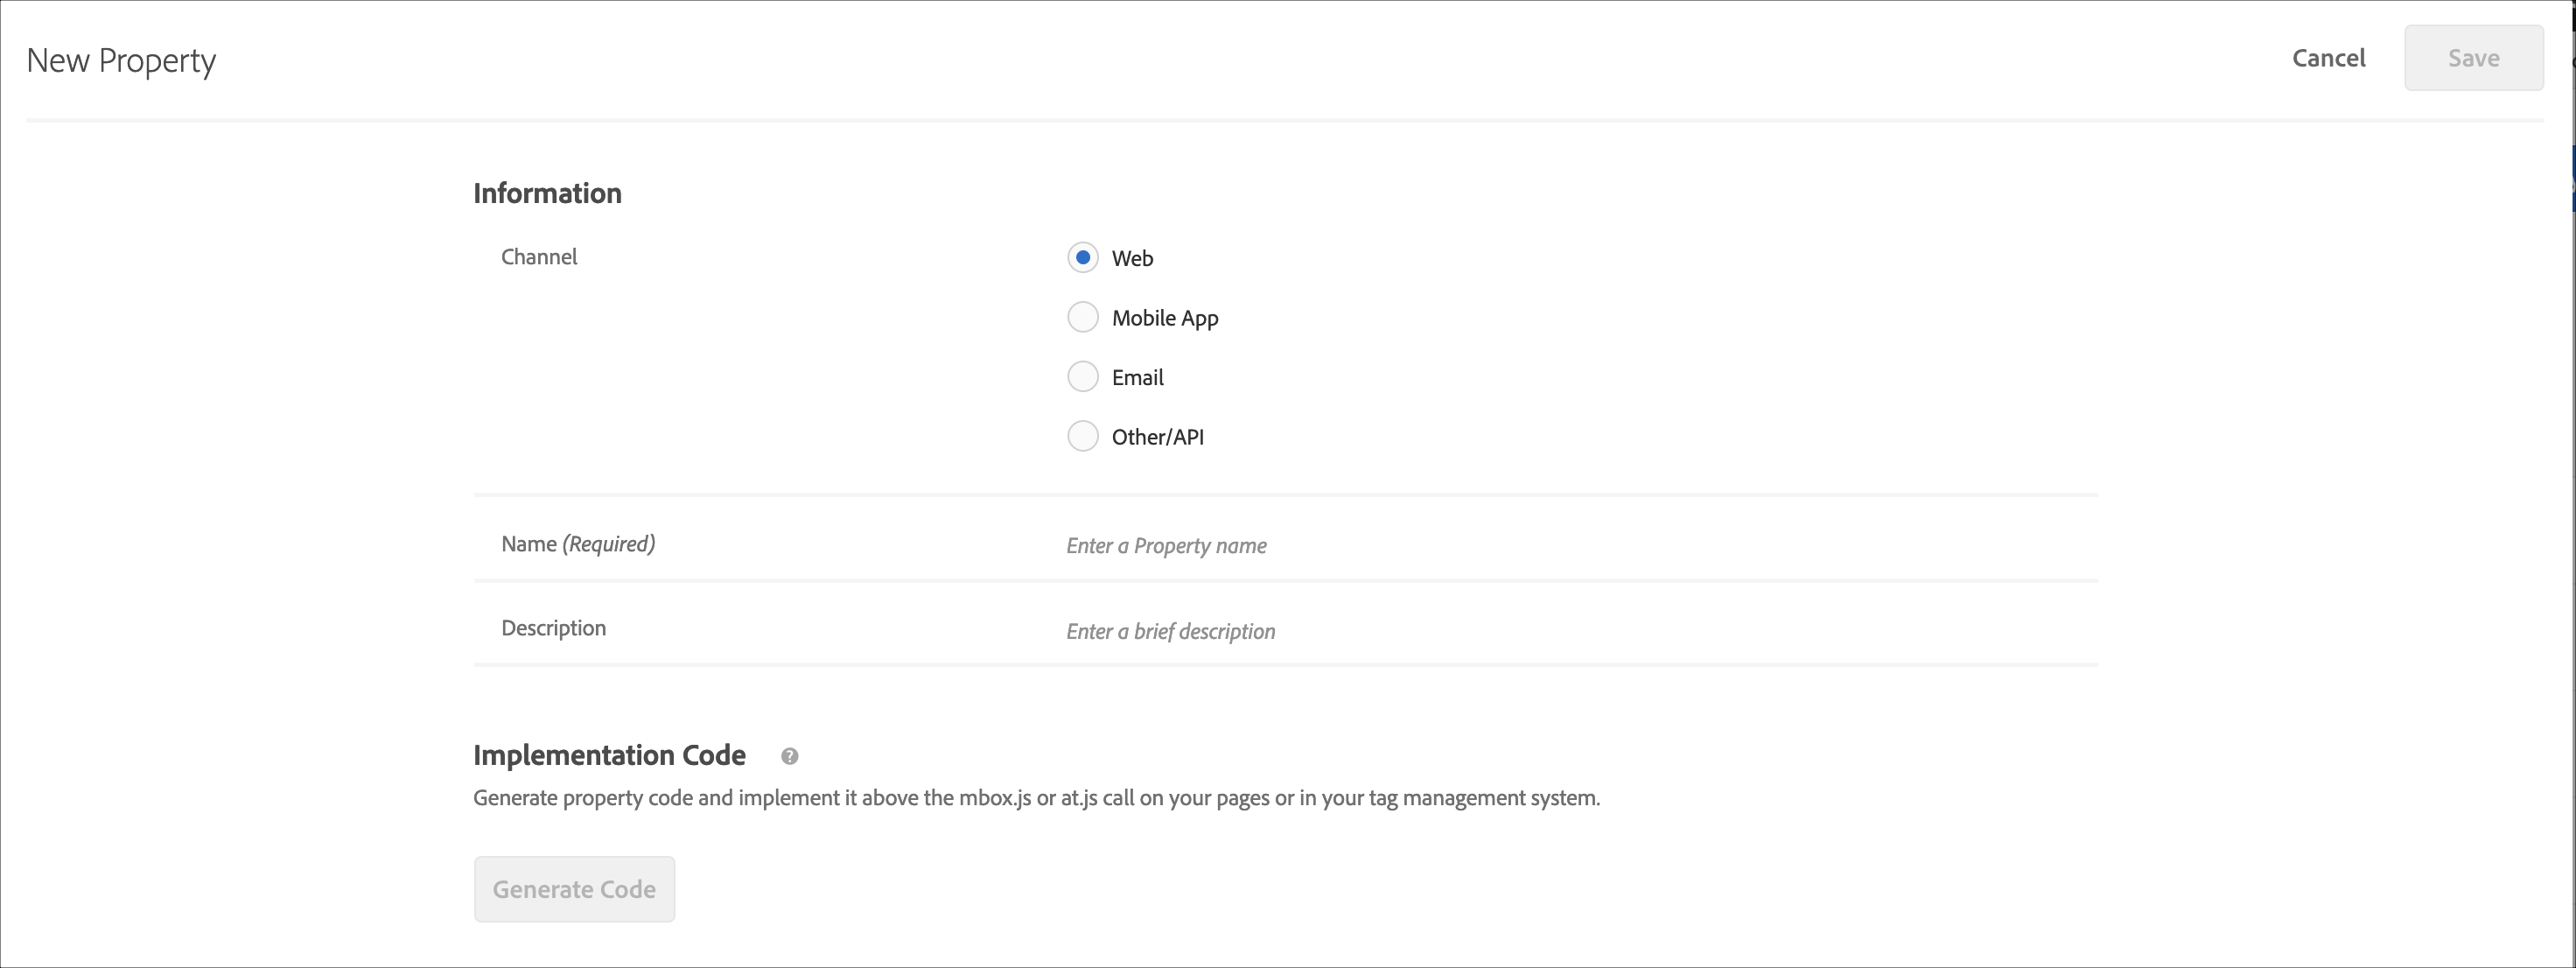 New Property
Cancel
Save
Information
Channel
Web
Mobile App
Email
Other/API
Name (Required)
Enter a Property name
Description
Enter a brief description
Implementation Code
?
Generate property code and implement it above the mbox.js or at.js call on your pages or in your tag management system.
Generate Code